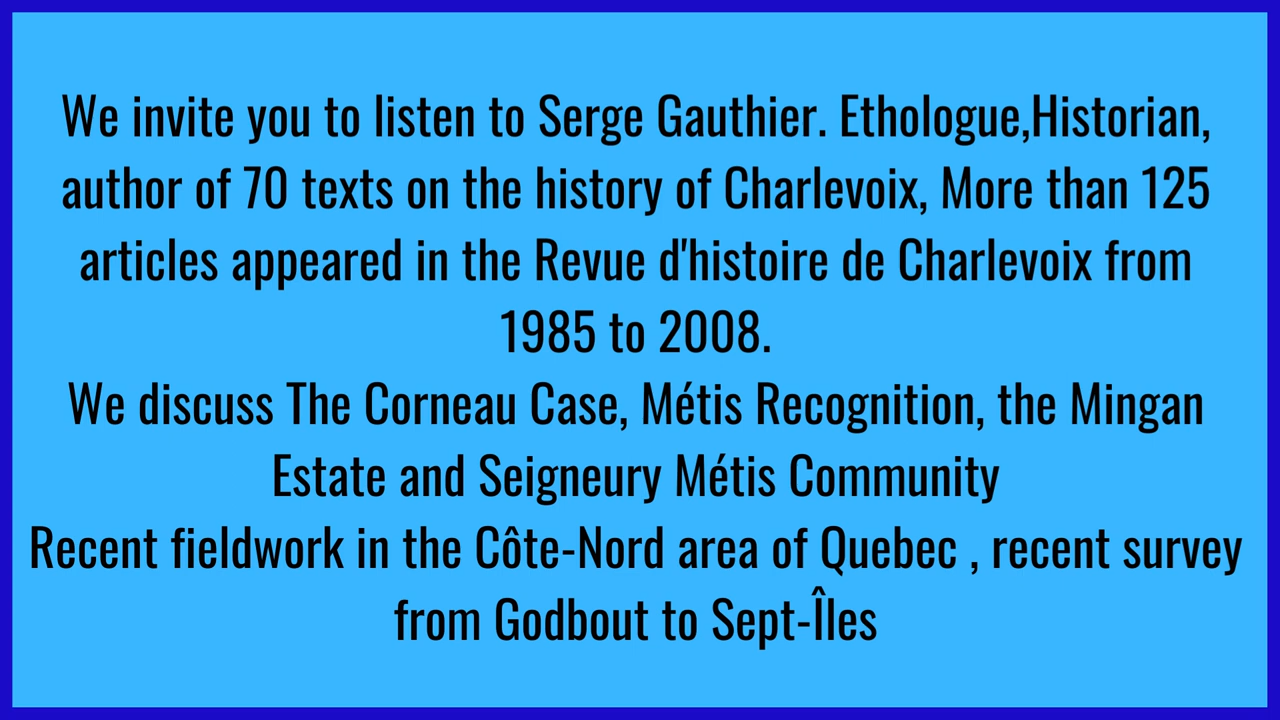 We invite you to listen to Serge Gauthier. Ethologue,Historian,
author of 70 texts on the history of Charlevoix, More than 125
articles appeared in the Revue d'histoire de Charlevoix from
1985 to 2008.
We discuss The Corneau Case, Métis Recognition, the Mingan
Estate and Seigneury Métis Community
Recent fieldwork in the Côte-Nord area of Quebec , recent survey
from Godbout to Sept-Îles